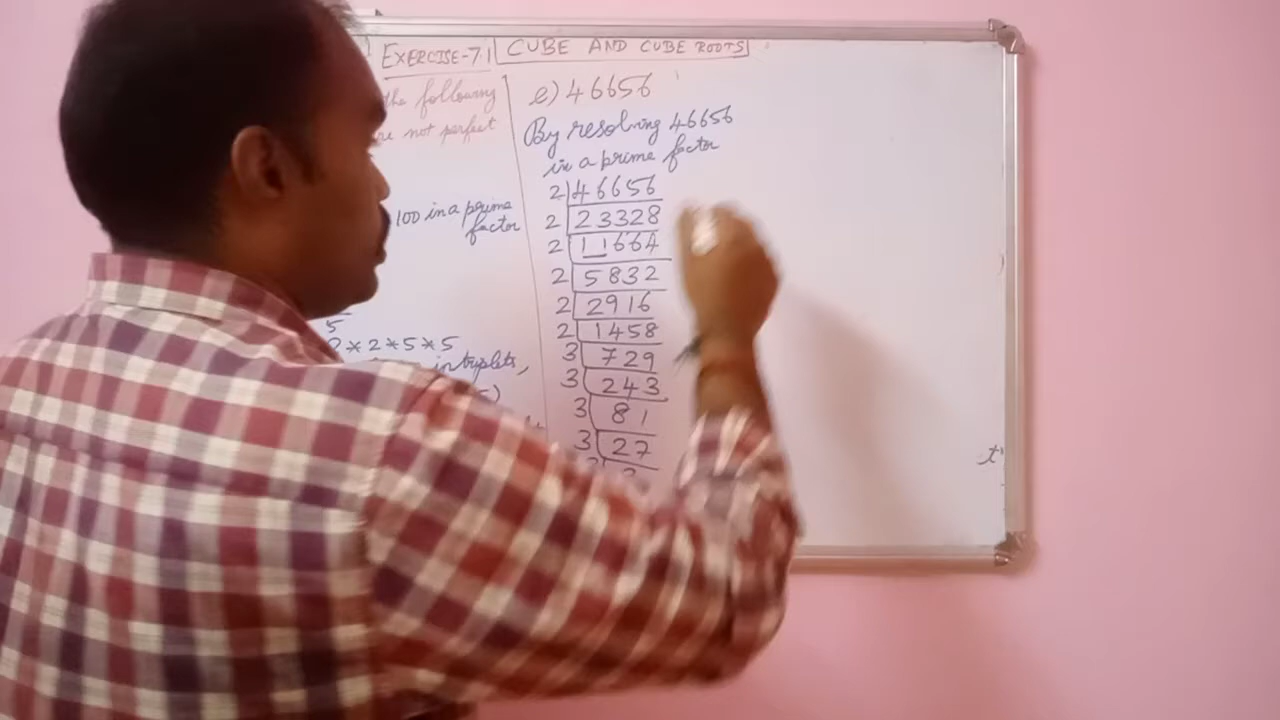 EXERCISE-7.1 CUBE AND CUBE ROOTS
the following
not perfect
100 in a prime
factor
5
* 2 * 5 * 5
in triplets,
e) 46656
By resolving 46656
in a prime factor
2 46656
2 23328
2 11664
2 5832
2 2916
2 1458
3 729
3 243
3 81
3 27